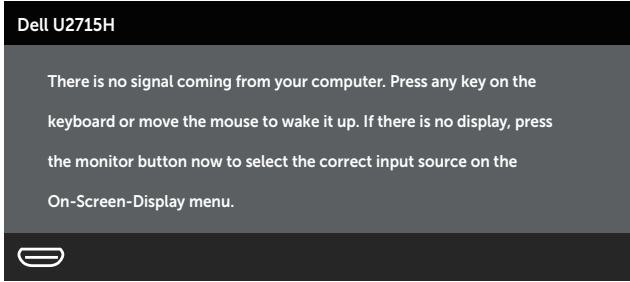 Dell U2715H
There is no signal coming from your computer. Press any key on the
keyboard or move the mouse to wake it up. If there is no display, press
the monitor button now to select the correct input source on the
On-Screen-Display menu.